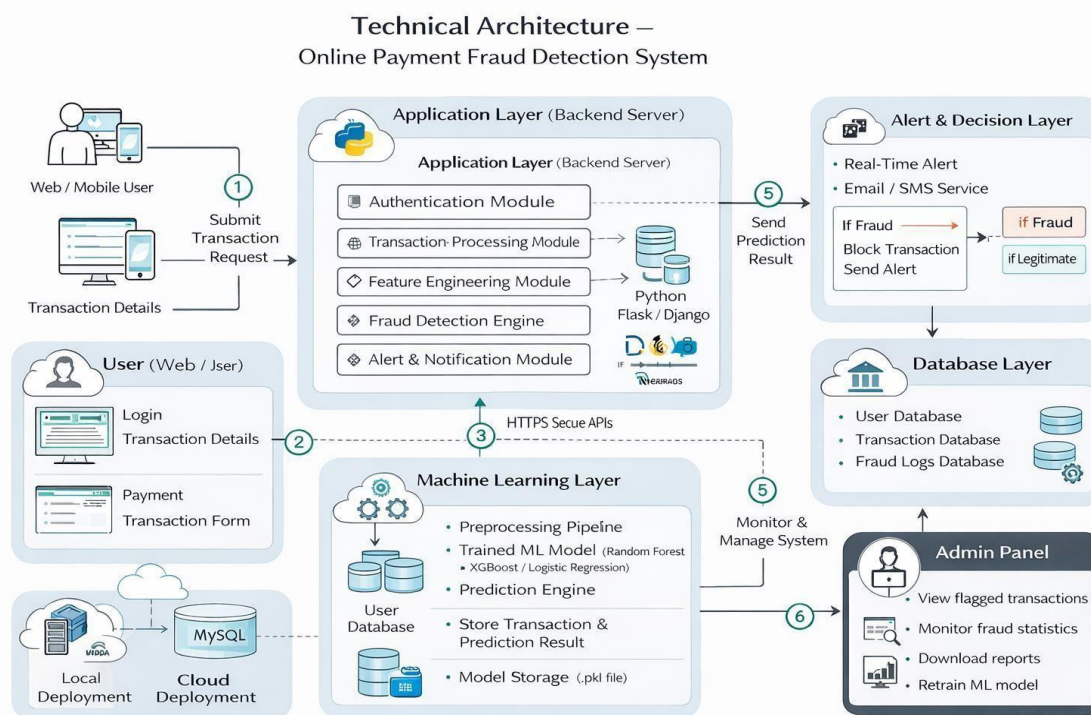 Technical Architecture –
Online Payment Fraud Detection System
Web / Mobile User
1
Submit
Transaction
Request
Transaction Details
Application Layer (Backend Server)
Application Layer (Backend Server)
Authentication Module
Transaction-Processing Module
Feature Engineering Module
Fraud Detection Engine
Alert & Notification Module
Python
Flask / Django
IF
5
Send
Prediction
Result
Alert & Decision Layer
• Real-Time Alert
• Email / SMS Service
If Fraud
Block Transaction
Send Alert
if Fraud
if Legitimate
User (Web / Jser)
Login
Transaction Details
Payment
Transaction Form
2
3
HTTPS Secue APIs
Database Layer
• User Database
• Transaction Database
• Fraud Logs Database
Machine Learning Layer
• Preprocessing Pipeline
• Trained ML Model (Random Forest
• XGBoost / Logistic Regression)
• Prediction Engine
User
Database
• Store Transaction &
Prediction Result
• Model Storage (.pkl file)
5
Monitor &
Manage System
6
Admin Panel
• View flagged transactions
• Monitor fraud statistics
• Download reports
• Retrain ML model
MySQL
Local
Deployment
Cloud
Deployment